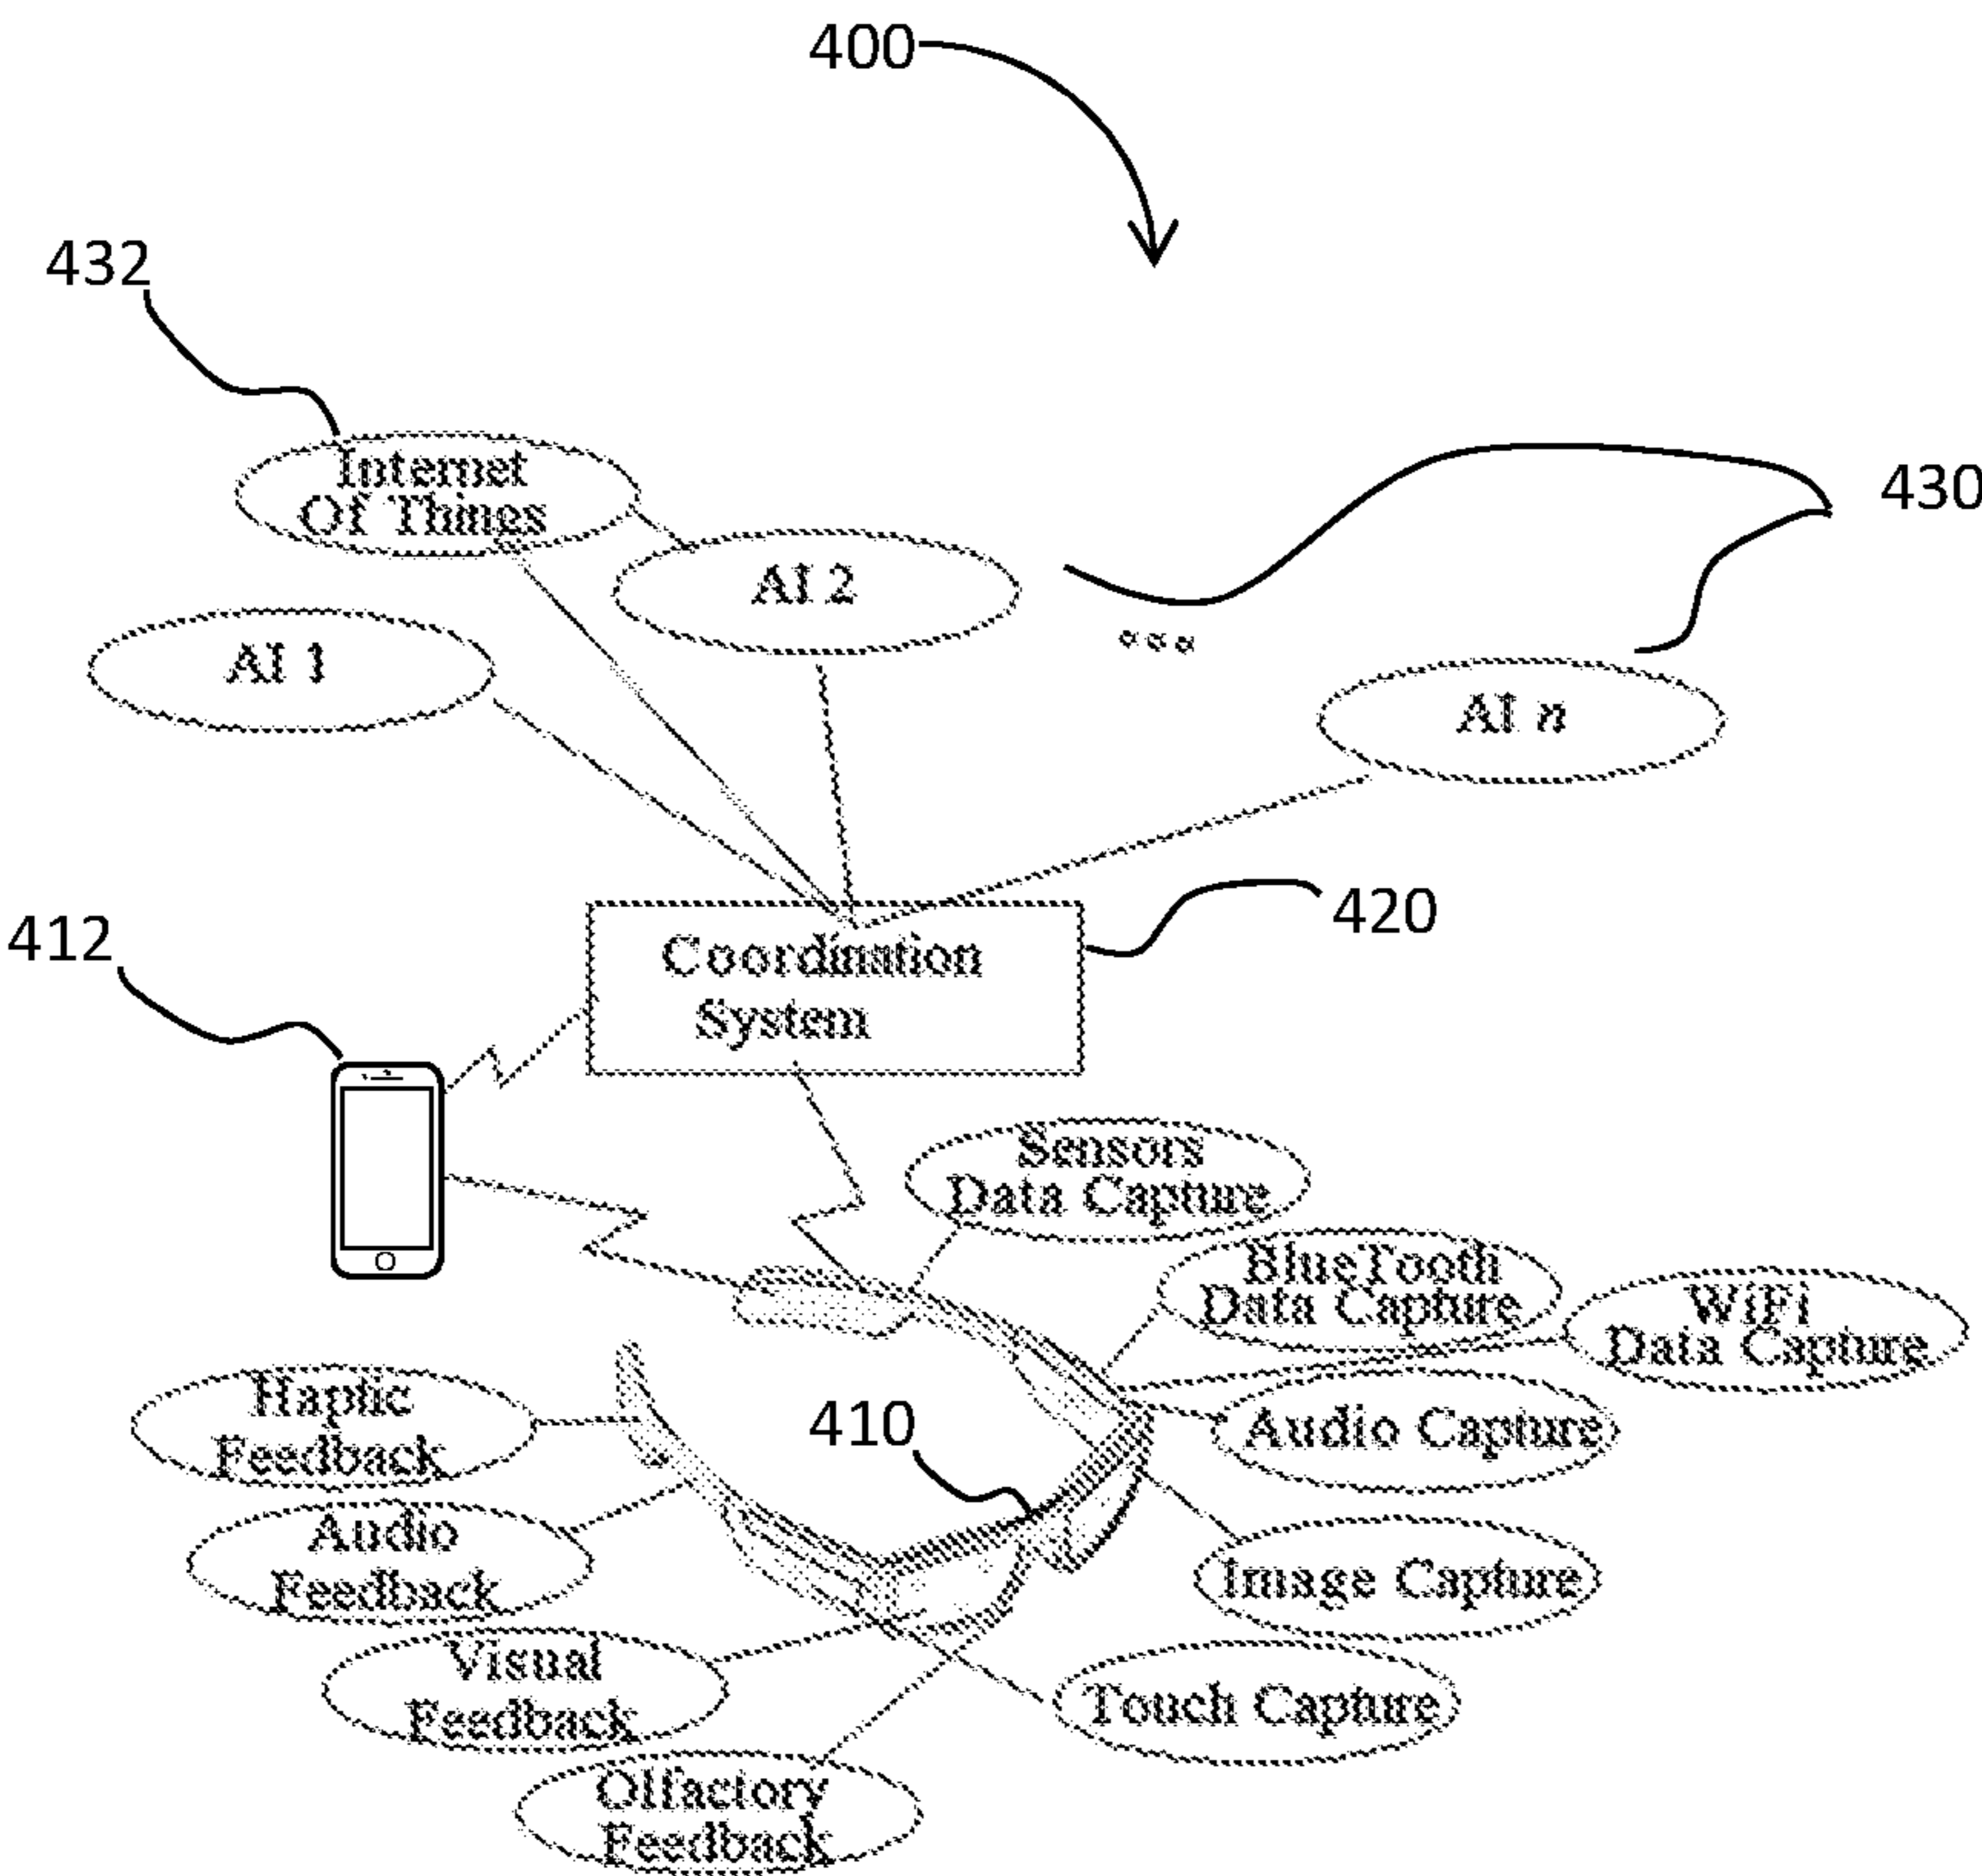 400
432
Internet
Of Things
430
AI 2
...
AI 1
AI n
420
412
Coordination
System
Sensors
Data Capture
BlueTooth
Data Capture
WiFi
Data Capture
Haptic
Feedback
410
Audio Capture
Audio
Feedback
Image Capture
Visual
Feedback
Touch Capture
Olfactory
Feedback